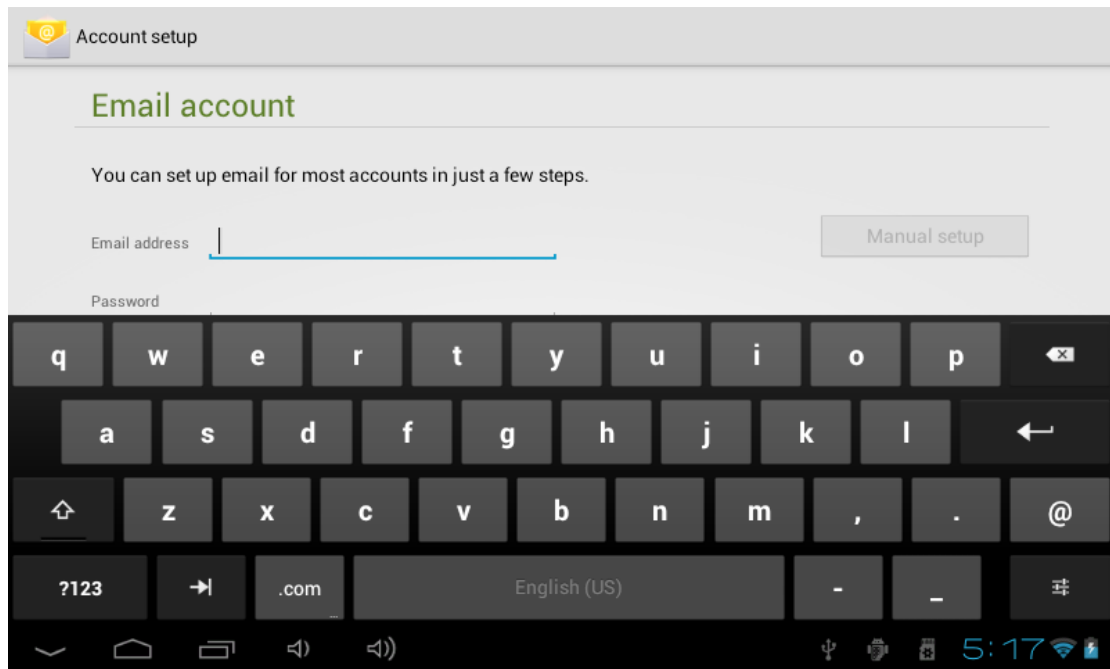 Account setup
Email account
You can set up email for most accounts in just a few steps.
Email address
Manual setup
Password
q w e r t y u i o p
a s d f g h j k l
z x c v b n m , . @
?123 .com English (US) - _
5:17